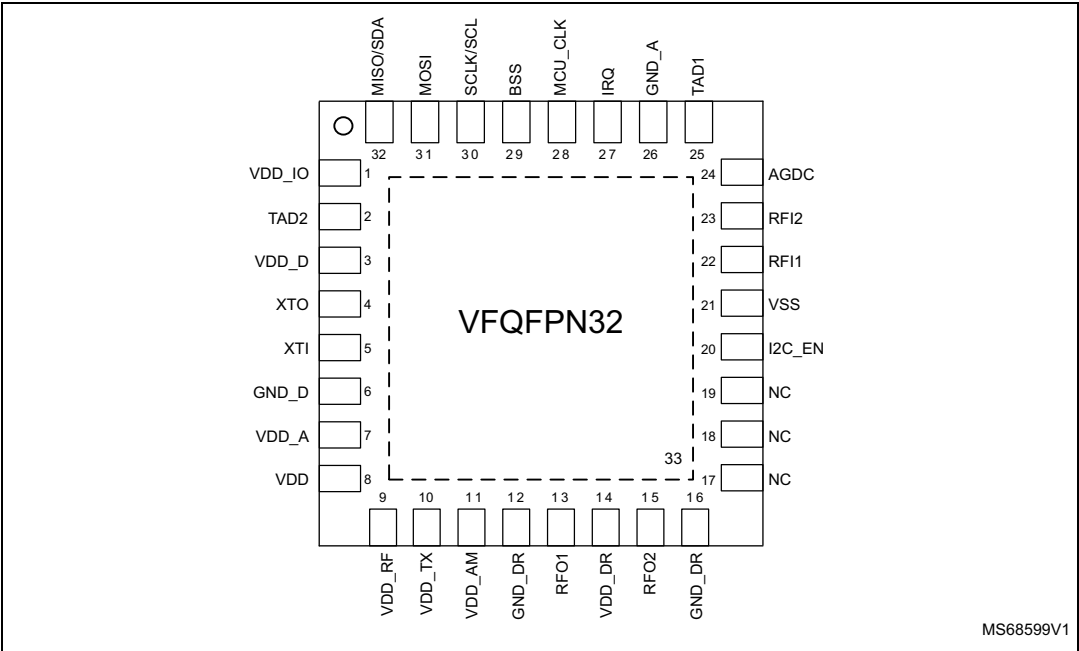 MISO/SDA
MOSI
SCLK/SCL
BSS
MCU_CLK
IRQ
GND_A
TAD1
32 31 30 29 28 27 26 25
VDD_IO 1
TAD2 2
VDD_D 3
XTO 4
XTI 5
GND_D 6
VDD_A 7
VDD 8
VFQFPN32
33
24 AGDC
23 RFI2
22 RFI1
21 VSS
20 I2C_EN
19 NC
18 NC
17 NC
9 10 11 12 13 14 15 16
VDD_RF
VDD_TX
VDD_AM
GND_DR
RFO1
VDD_DR
RFO2
GND_DR
MS68599V1